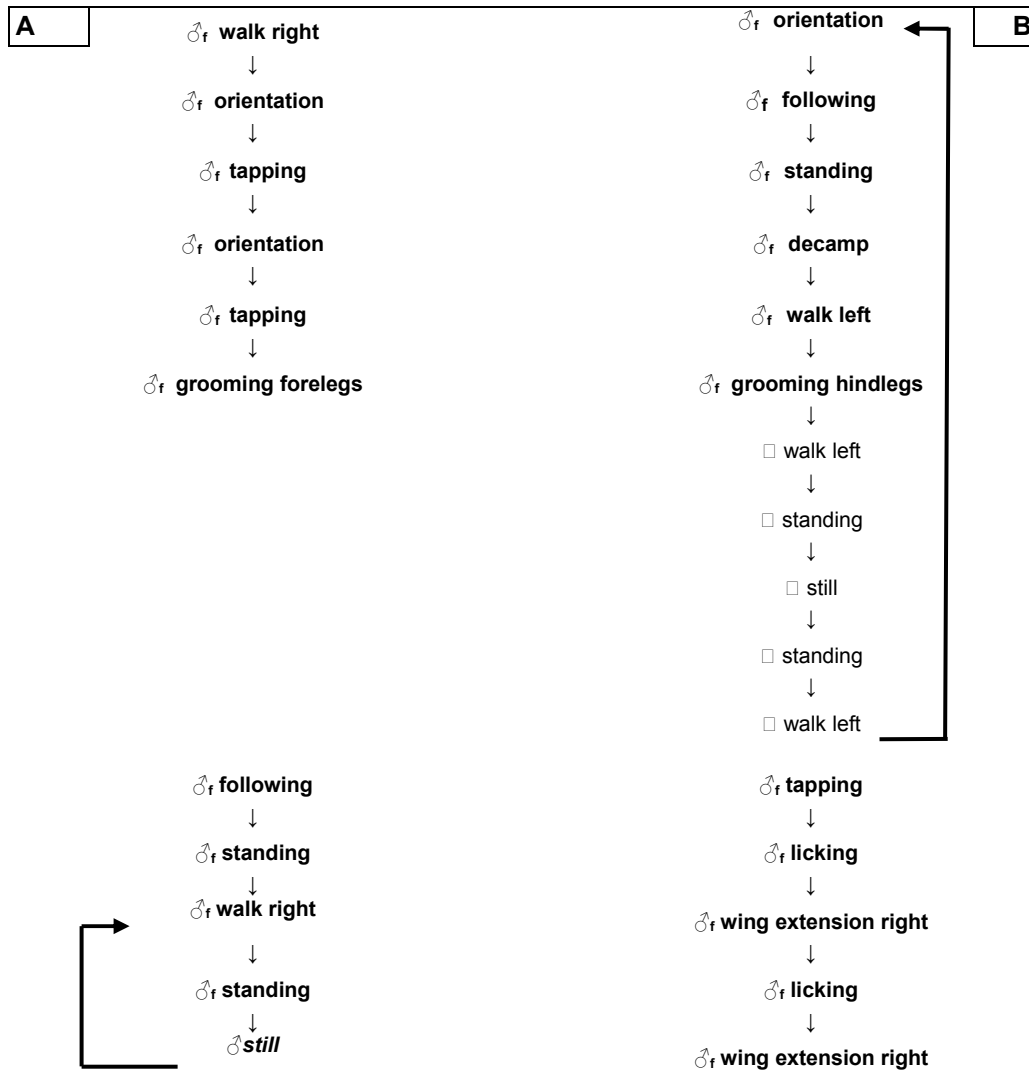 A
♂f walk right
↓
♂f orientation
↓
♂f tapping
↓
♂f orientation
↓
♂f tapping
↓
♂f grooming forelegs
B
♂f orientation
↓
♂f following
↓
♂f standing
↓
♂f decamp
↓
♂f walk left
↓
♂f grooming hindlegs
↓
□ walk left
↓
□ standing
↓
□ still
↓
□ standing
↓
□ walk left
♂f following
↓
♂f standing
↓
♂f walk right
↓
♂f standing
↓
♂ still
♂f tapping
↓
♂f licking
↓
♂f wing extension right
↓
♂f licking
↓
♂f wing extension right